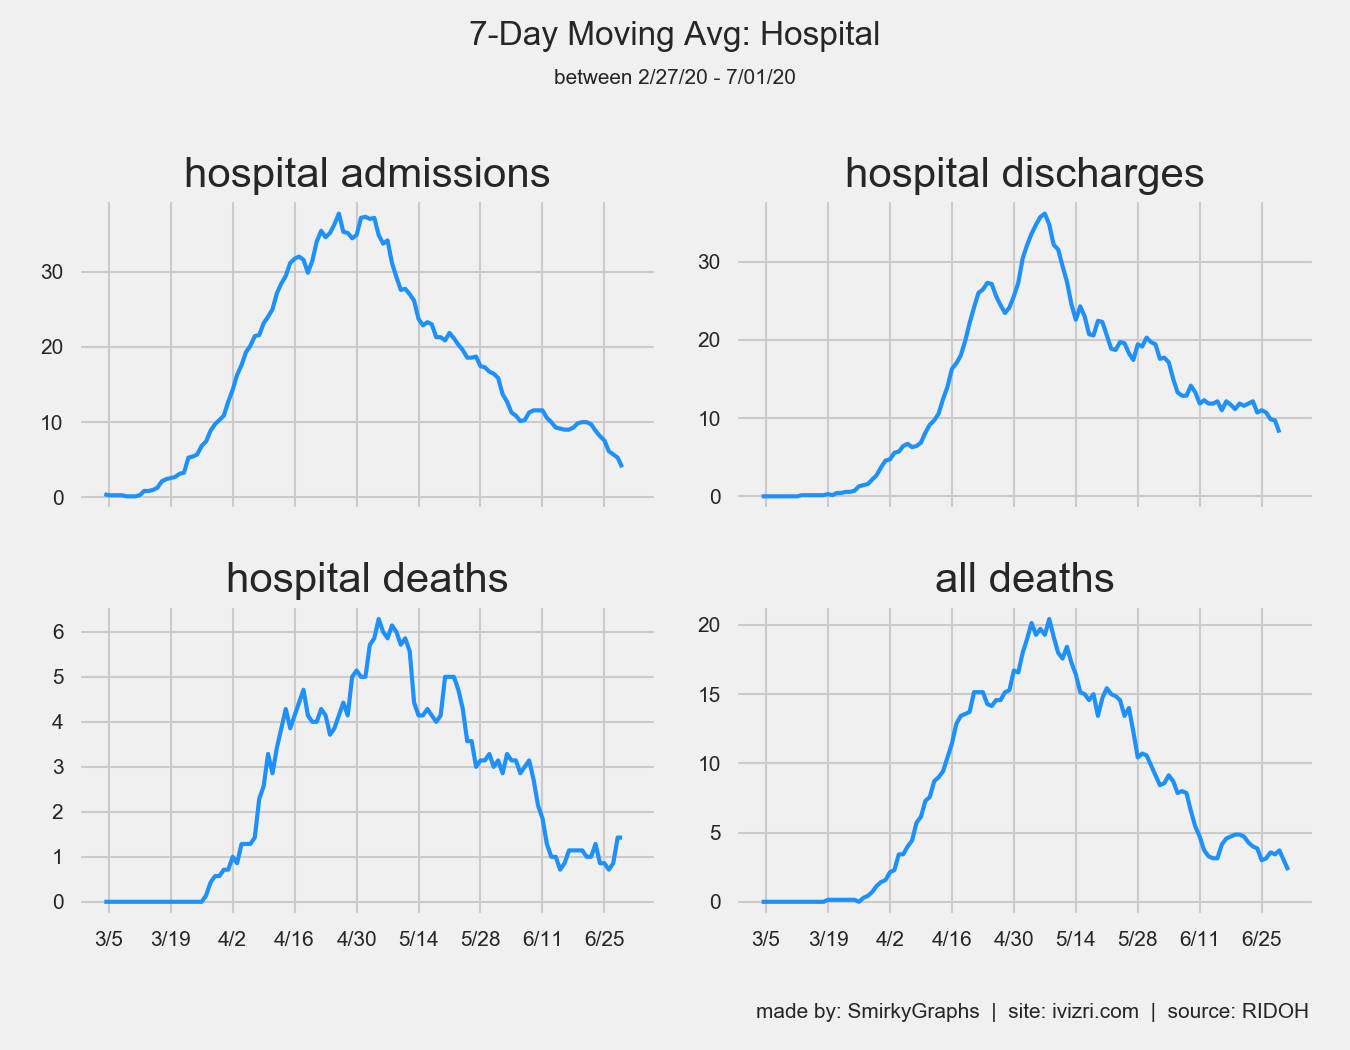 7-Day Moving Avg: Hospital
between 2/27/20 - 7/01/20
hospital admissions
30
20
10
0
hospital discharges
30
20
10
0
hospital deaths
6
5
4
3
2
1
0
3/5 3/19 4/2 4/16 4/30 5/14 5/28 6/11 6/25
all deaths
20
15
10
5
0
3/5 3/19 4/2 4/16 4/30 5/14 5/28 6/11 6/25
made by: SmirkyGraphs | site: ivizri.com | source: RIDOH